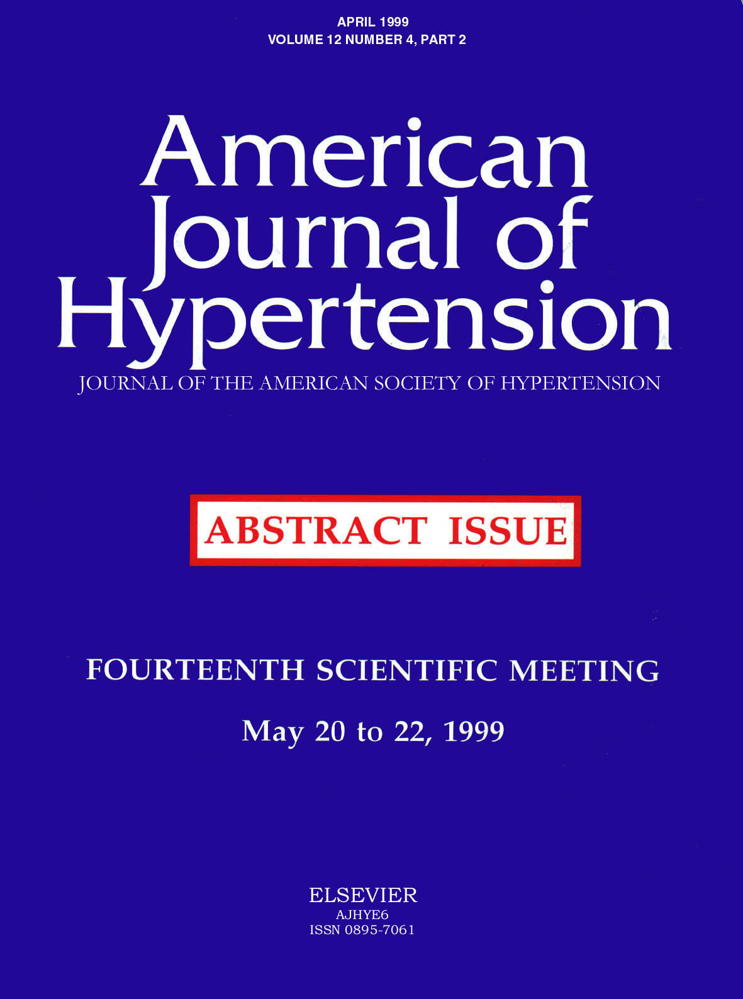 APRIL 1999
VOLUME 12 NUMBER 4, PART 2
American
Journal of
Hypertension
JOURNAL OF THE AMERICAN SOCIETY OF HYPERTENSION
ABSTRACT ISSUE
FOURTEENTH SCIENTIFIC MEETING
May 20 to 22, 1999
ELSEVIER
AJHYE6
ISSN 0895-7061